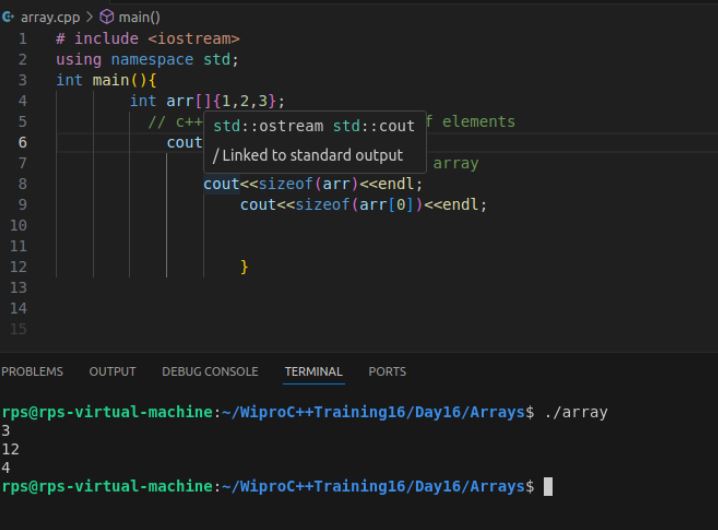 array.cpp > main()
1 # include <iostream>
2 using namespace std;
3 int main(){
4 int arr[]{1,2,3};
5 // c++ f elements
6 cout
std::ostream std::cout
/ Linked to standard output
7 array
8 cout<<sizeof(arr)<<endl;
9 cout<<sizeof(arr[0])<<endl;
10
11
12 }
13
14
15
PROBLEMS OUTPUT DEBUG CONSOLE TERMINAL PORTS
rps@rps-virtual-machine:~/WiproC++Training16/Day16/Arrays$ ./array
3
12
4
rps@rps-virtual-machine:~/WiproC++Training16/Day16/Arrays$